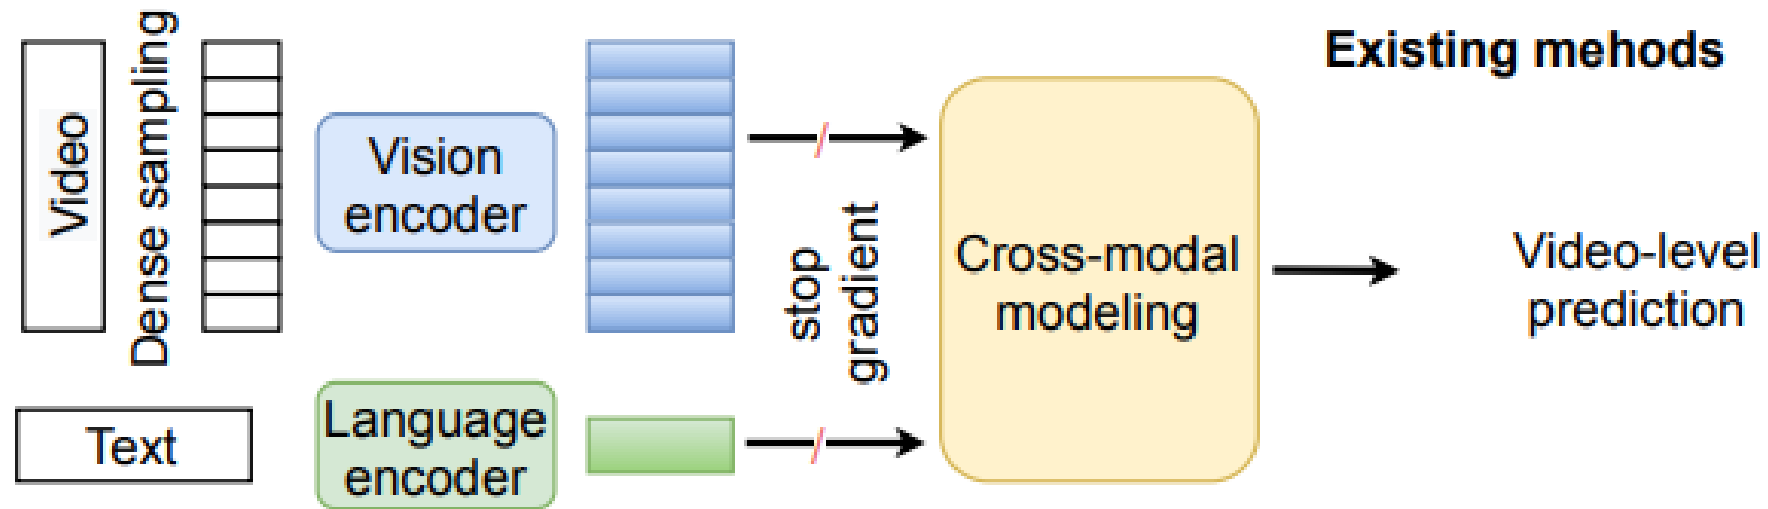 Existing mehods
Video
Dense sampling
Vision
encoder
stop
gradient
Cross-modal
modeling
Video-level
prediction
Text
Language
encoder